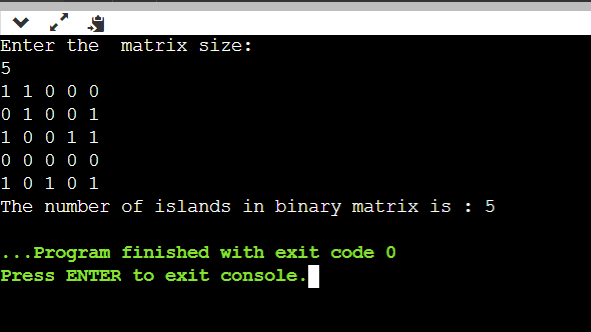 Enter the  matrix size:
5
1 1 0 0 0
0 1 0 0 1
1 0 0 1 1
0 0 0 0 0
1 0 1 0 1
The number of islands in binary matrix is : 5
...Program finished with exit code 0
Press ENTER to exit console.